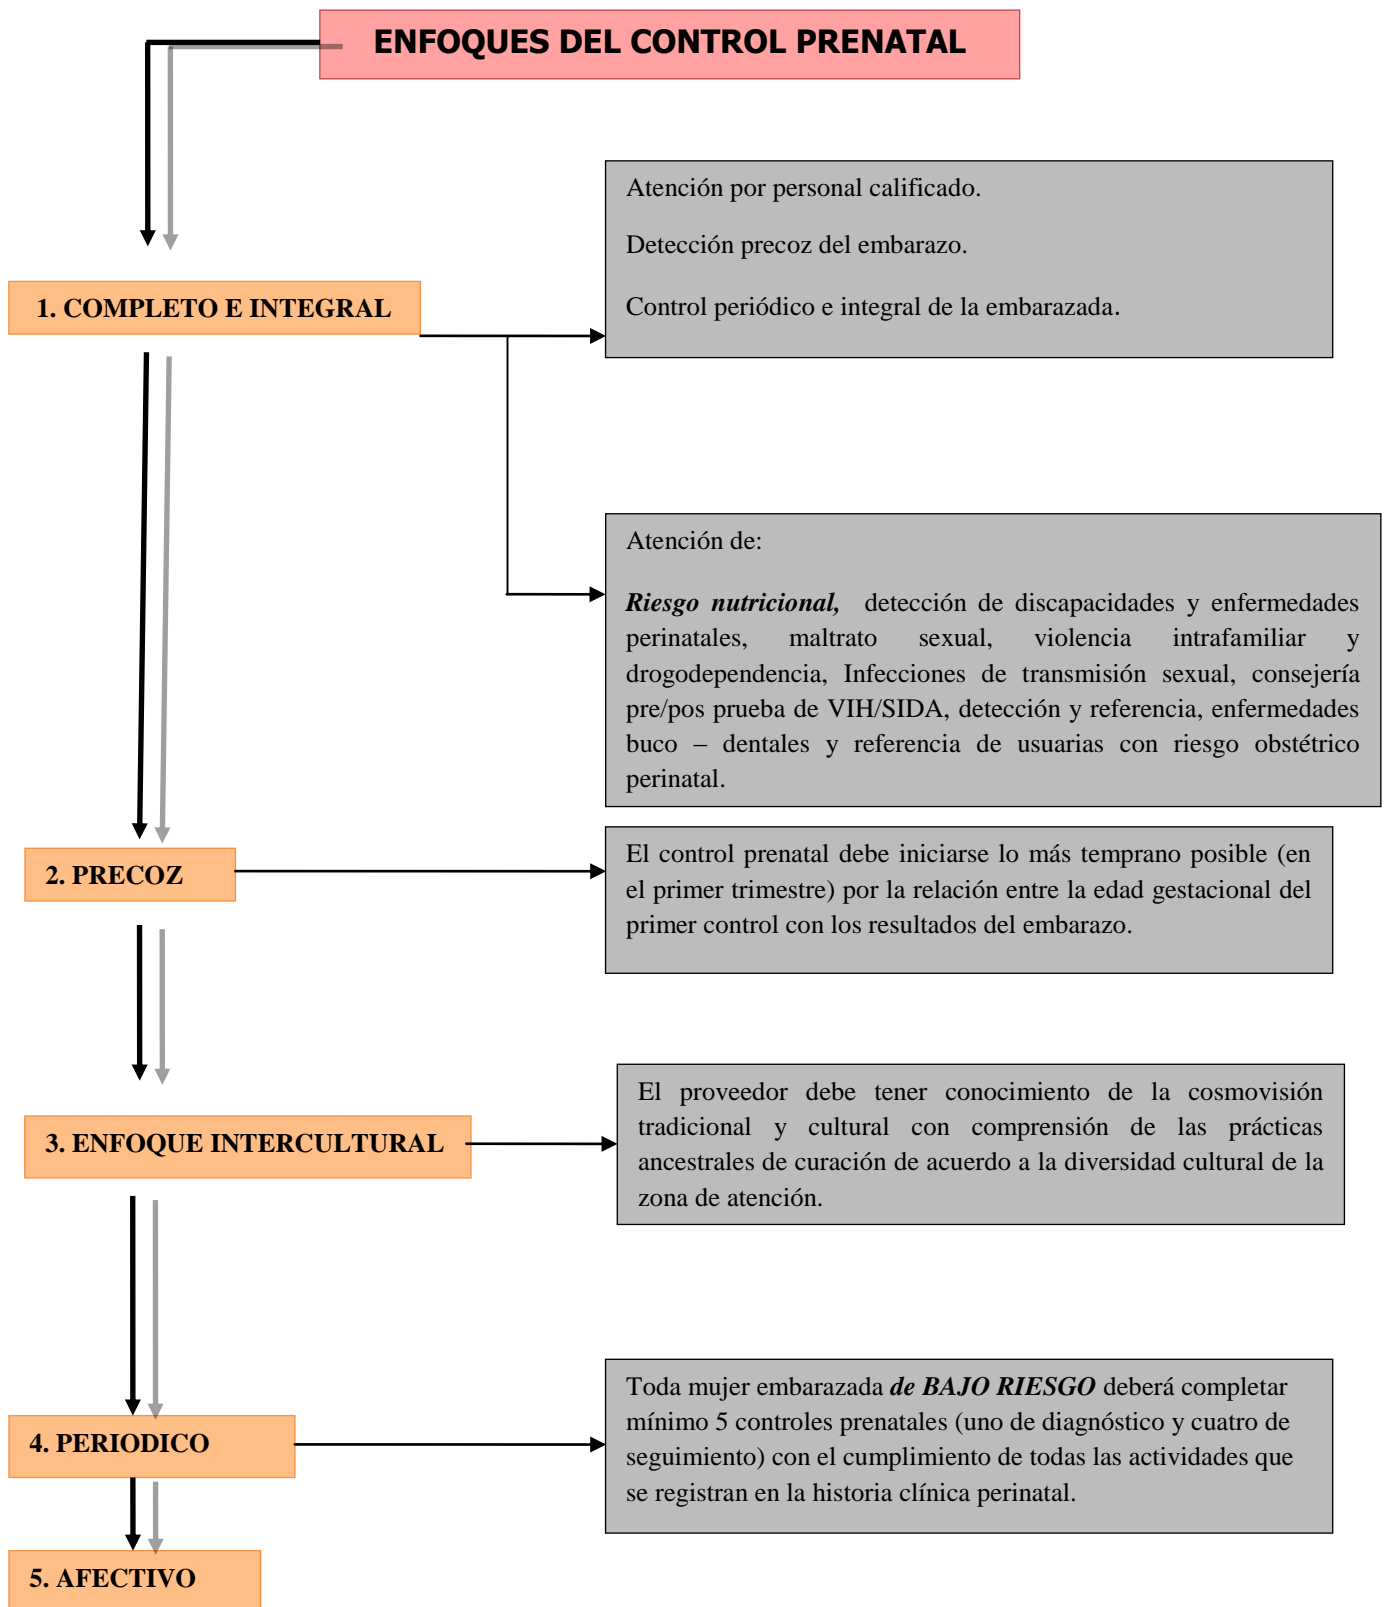 ENFOQUES DEL CONTROL PRENATAL
1. COMPLETO E INTEGRAL
Atención por personal calificado.
Detección precoz del embarazo.
Control periódico e integral de la embarazada.
Atención de:
Riesgo nutricional, detección de discapacidades y enfermedades
perinatales, maltrato sexual, violencia intrafamiliar y
drogodependencia, Infecciones de transmisión sexual, consejería
pre/pos prueba de VIH/SIDA, detección y referencia, enfermedades
buco – dentales y referencia de usuarias con riesgo obstétrico
perinatal.
2. PRECOZ
El control prenatal debe iniciarse lo más temprano posible (en
el primer trimestre) por la relación entre la edad gestacional del
primer control con los resultados del embarazo.
3. ENFOQUE INTERCULTURAL
El proveedor debe tener conocimiento de la cosmovisión
tradicional y cultural con comprensión de las prácticas
ancestrales de curación de acuerdo a la diversidad cultural de la
zona de atención.
4. PERIODICO
Toda mujer embarazada de BAJO RIESGO deberá completar
mínimo 5 controles prenatales (uno de diagnóstico y cuatro de
seguimiento) con el cumplimiento de todas las actividades que
se registran en la historia clínica perinatal.
5. AFECTIVO